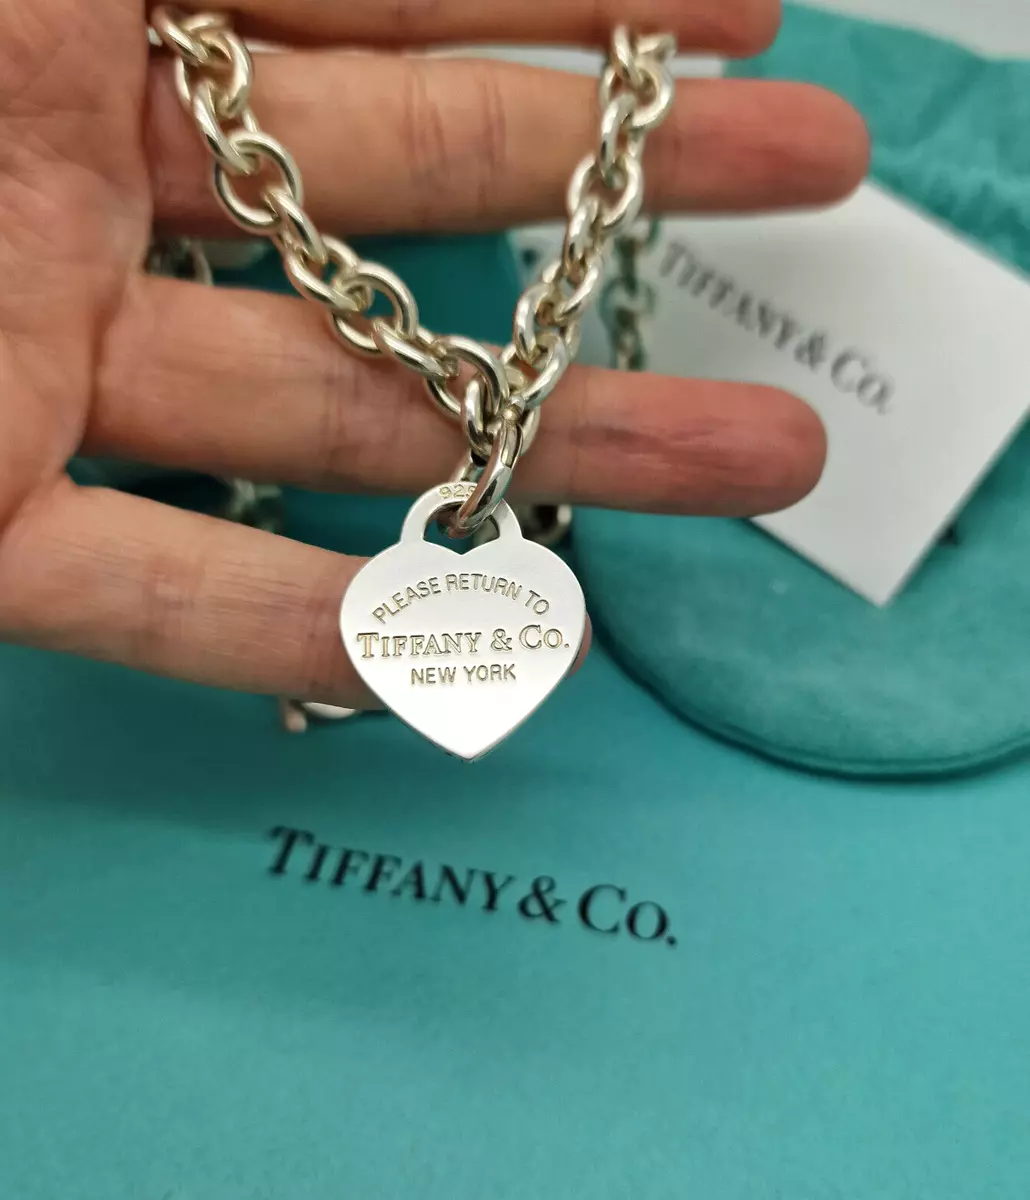 TIFFANY & CO.
925
PLEASE RETURN TO
TIFFANY & CO.
NEW YORK
TIFFANY & CO.